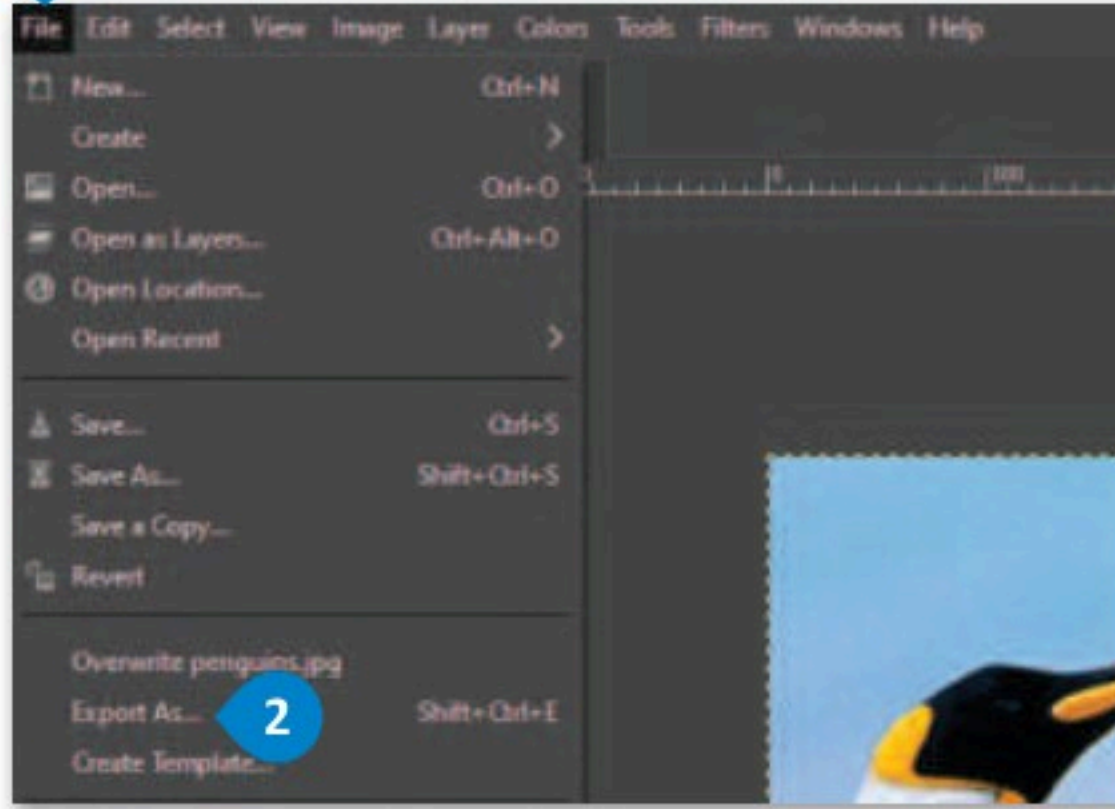 File Edit Select View Image Layer Colors Tools Filters Windows Help
New... Ctrl+N
Create
Open... Ctrl+O
0 100
Open as Layers... Ctrl+Alt+O
Open Location...
Open Recent
Save... Ctrl+S
Save As... Shift+Ctrl+S
Save a Copy...
Revert
Overwrite penguins.jpg
Export As... 2 Shift+Ctrl+E
Create Template...